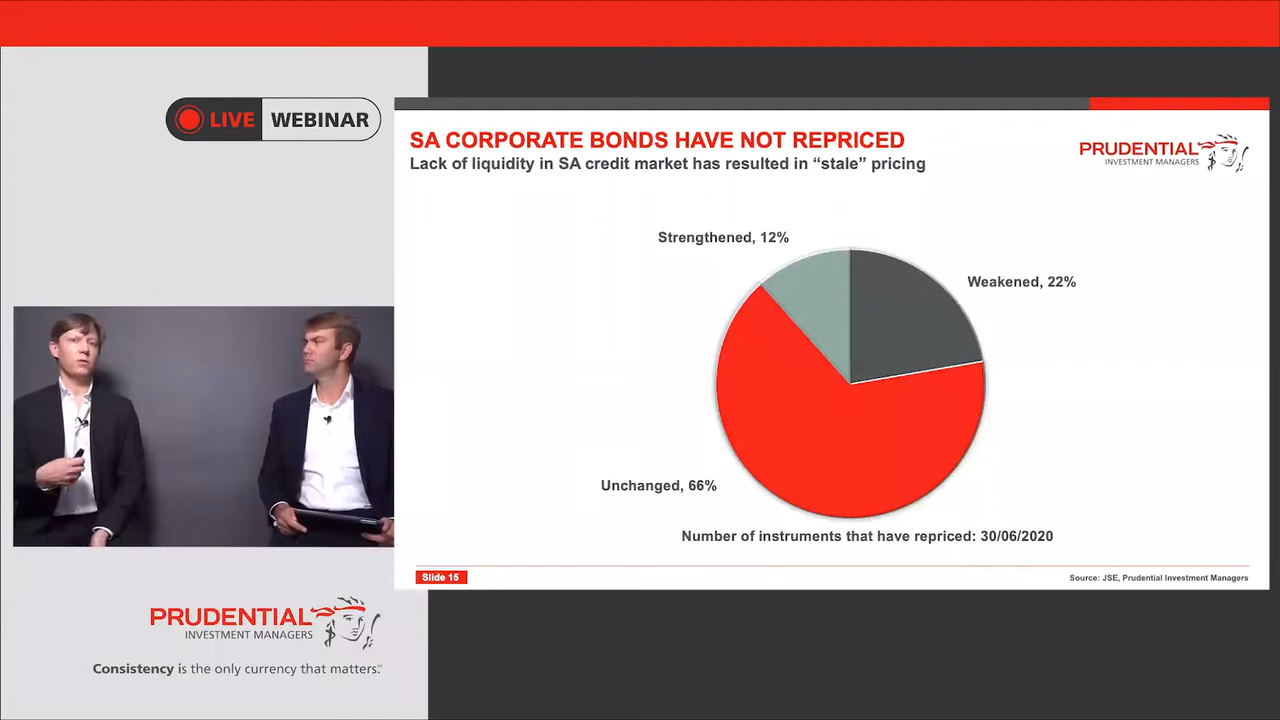 LIVE WEBINAR
SA CORPORATE BONDS HAVE NOT REPRICED
Lack of liquidity in SA credit market has resulted in “stale” pricing
PRUDENTIAL
INVESTMENT MANAGERS
Strengthened, 12%
Weakened, 22%
Unchanged, 66%
Number of instruments that have repriced: 30/06/2020
Slide 15
Source: JSE, Prudential Investment Managers
PRUDENTIAL
INVESTMENT MANAGERS
Consistency is the only currency that matters.™